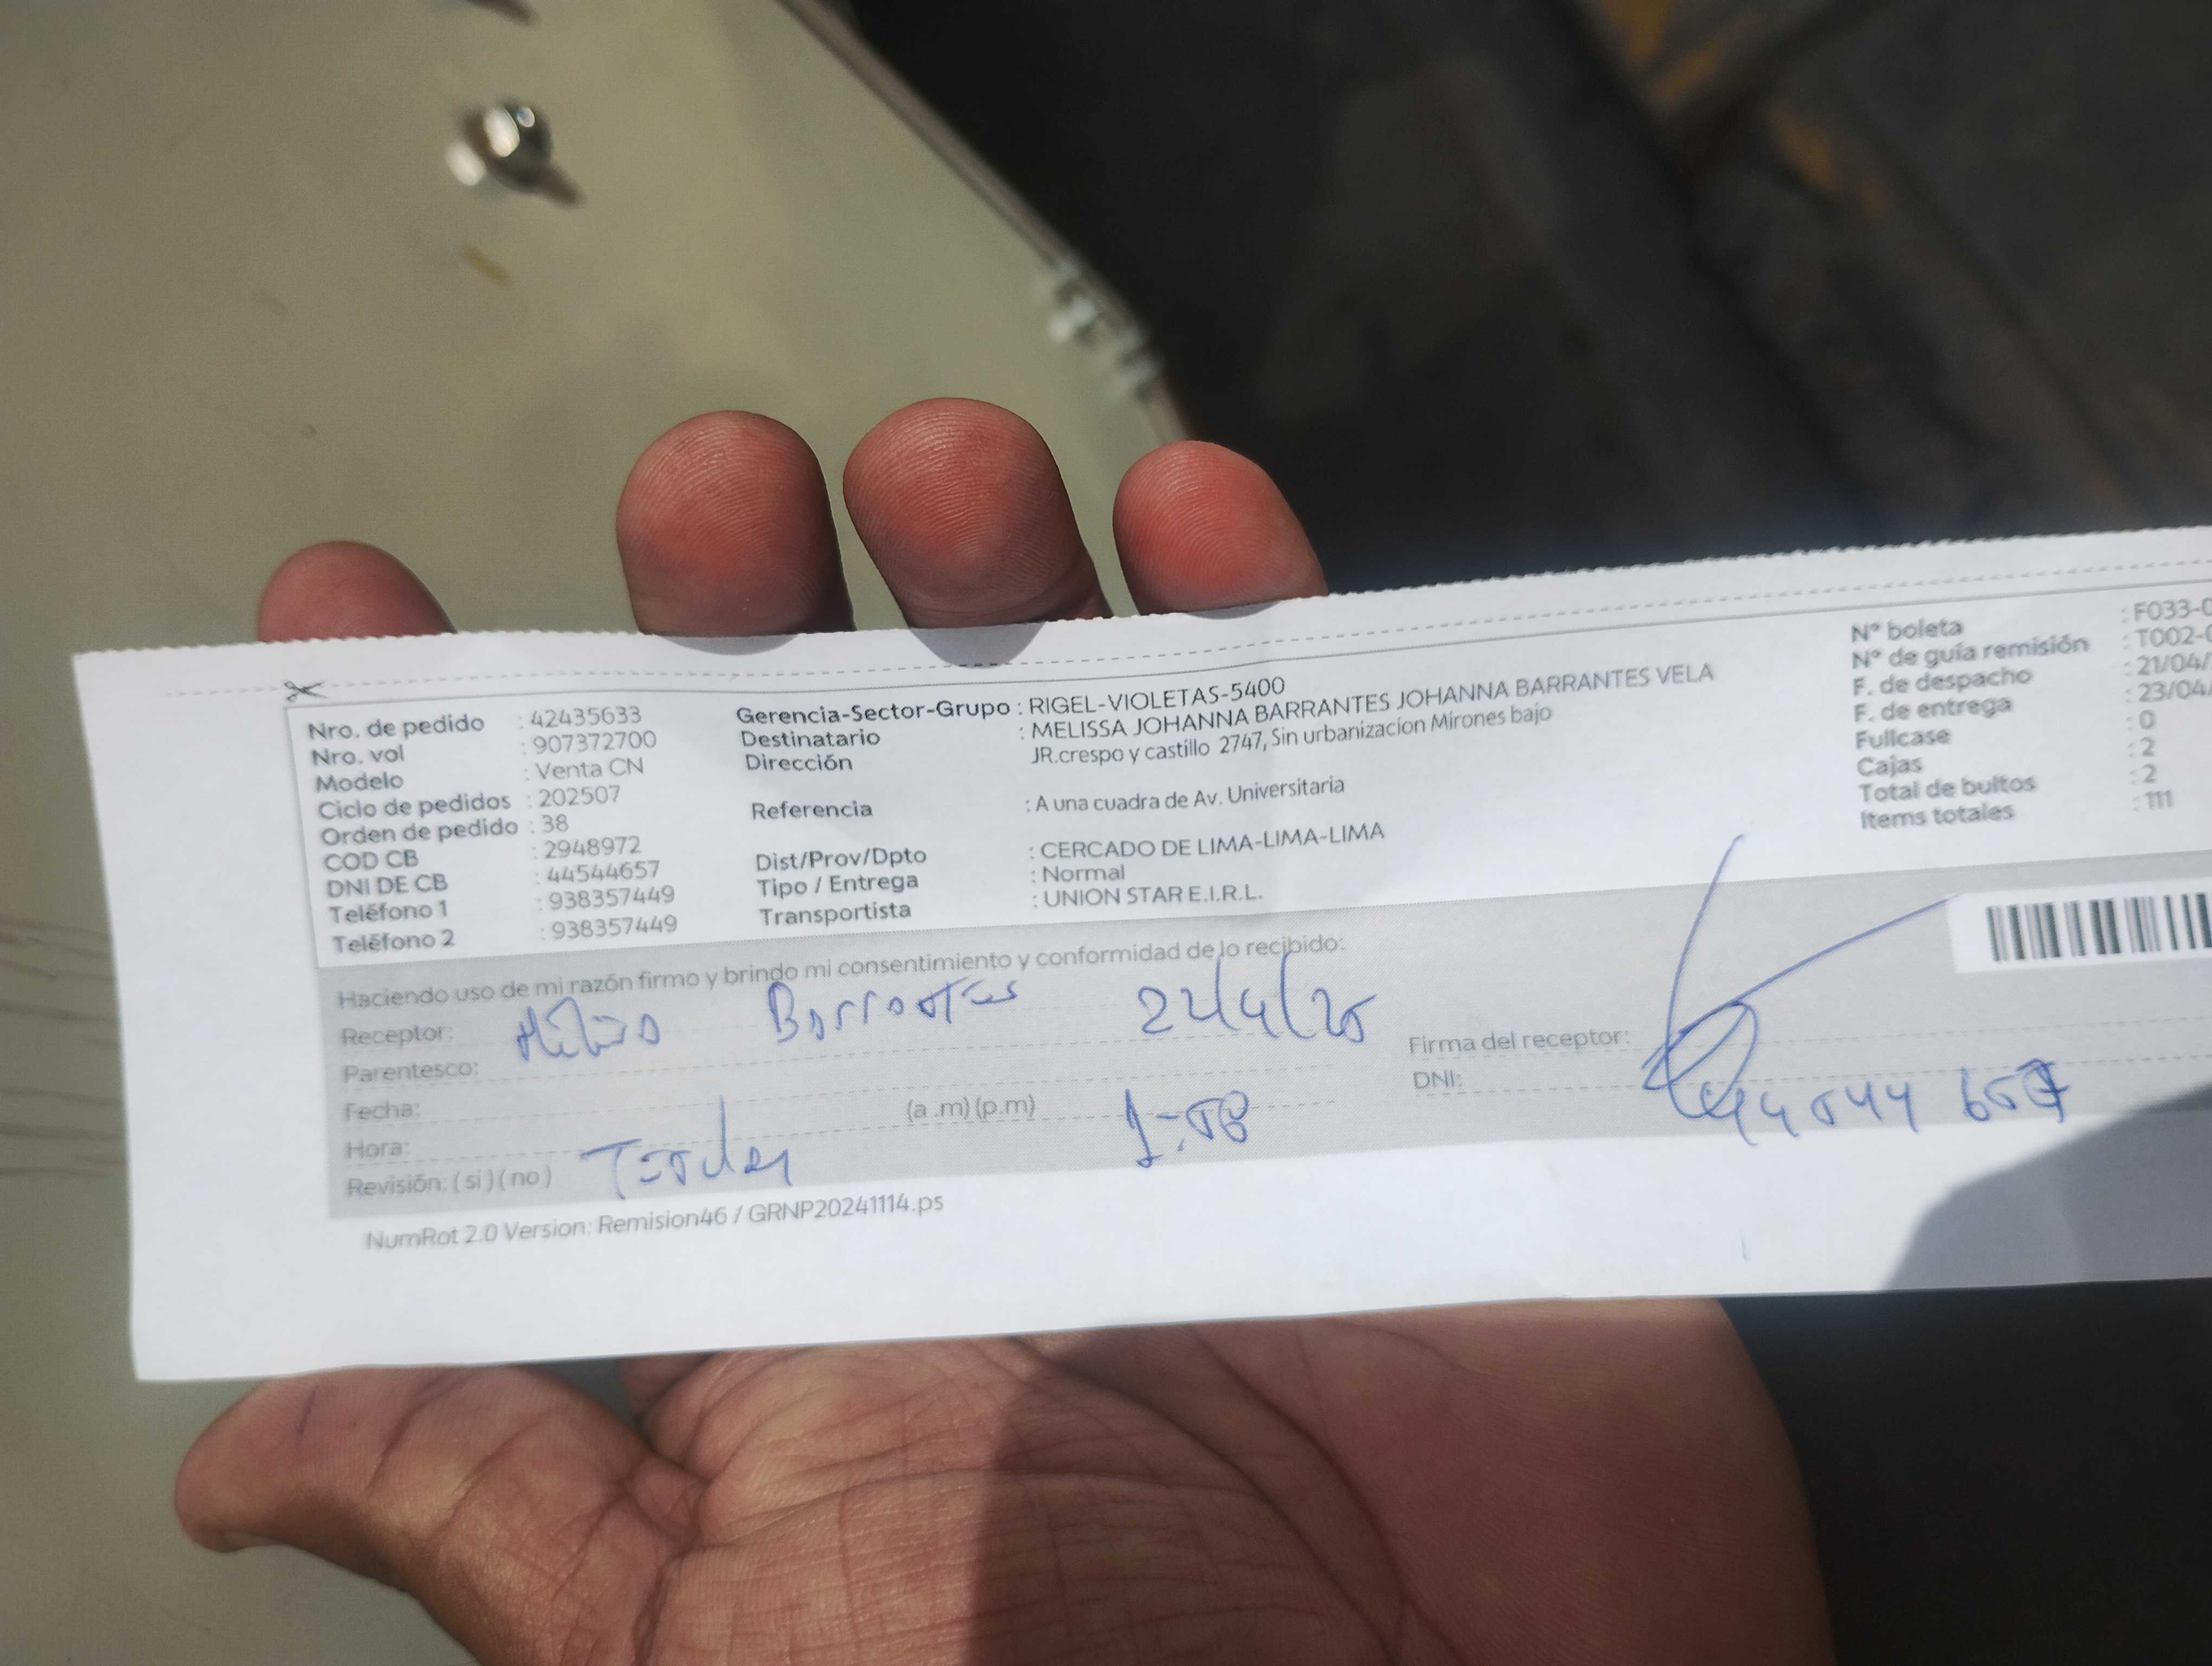 Nro. de pedido : 42435633
Nro. vol : 907372700
Modelo : Venta CN
Ciclo de pedidos : 202507
Orden de pedido : 38
COD CB : 2948972
DNI DE CB : 44544657
Teléfono 1 : 938357449
Teléfono 2 : 938357449
Gerencia-Sector-Grupo : RIGEL-VIOLETAS-5400
Destinatario : MELISSA JOHANNA BARRANTES JOHANNA BARRANTES VELA
Dirección JR.crespo y castillo 2747, Sin urbanizacion Mirones bajo
Referencia : A una cuadra de Av. Universitaria
Dist/Prov/Dpto : CERCADO DE LIMA-LIMA-LIMA
Tipo / Entrega : Normal
Transportista : UNION STAR E.I.R.L.
N° boleta : F033-0
N° de guía remisión : T002-0
F. de despacho : 21/04/
F. de entrega : 23/04/
Fullcase : 0
Cajas : 2
Total de bultos : 2
Items totales : 111
Haciendo uso de mi razón firmo y brindo mi consentimiento y conformidad de lo recibido:
Receptor: Barrantes 22/4/25
Parentesco:
Fecha:
Hora: (a .m) (p.m)
Revisión: ( si ) ( no )
Firma del receptor:
DNI: 44544657
NumRot 2.0 Version: Remision46 / GRNP20241114.ps